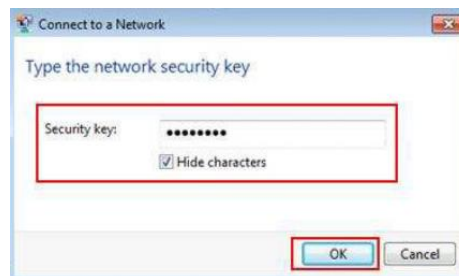 Connect to a Network
Type the network security key
Security key: ••••••••
Hide characters
OK Cancel